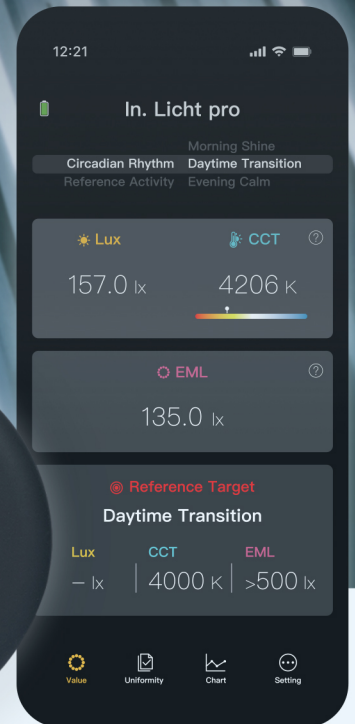 12:21
In. Licht pro
Morning Shine
Circadian Rhythm Daytime Transition
Reference Activity Evening Calm
Lux CCT ?
157.0 lx 4206 K
EML ?
135.0 lx
Reference Target
Daytime Transition
Lux CCT EML
– lx 4000 K >500 lx
Value Uniformity Chart Setting